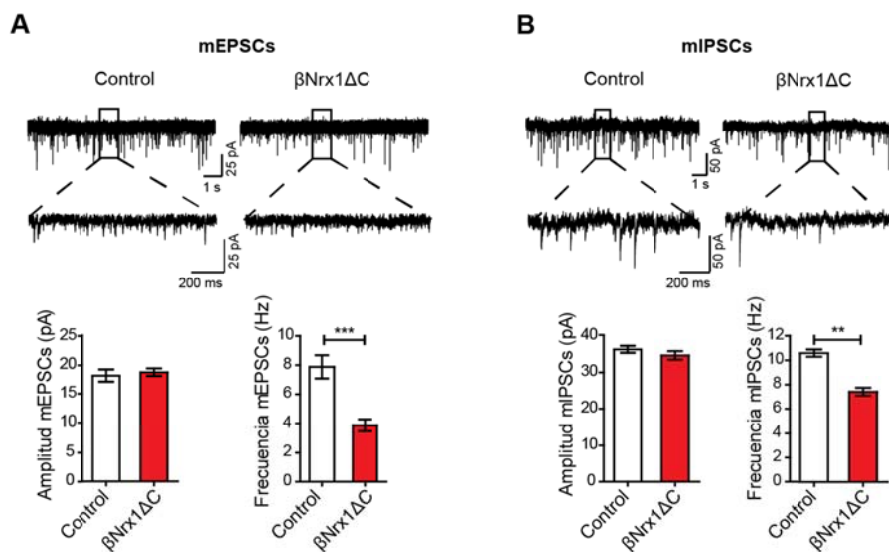 A
mEPSCs
Control
βNrx1ΔC
25 pA
1 s
25 pA
200 ms
Amplitud mEPSCs (pA)
25
20
15
10
5
0
Control
βNrx1ΔC
Frecuencia mEPSCs (Hz)
8
6
4
2
0
***
Control
βNrx1ΔC
B
mIPSCs
Control
βNrx1ΔC
50 pA
1 s
50 pA
200 ms
Amplitud mIPSCs (pA)
40
30
20
10
0
Control
βNrx1ΔC
Frecuencia mIPSCs (Hz)
12
10
8
6
4
2
0
**
Control
βNrx1ΔC